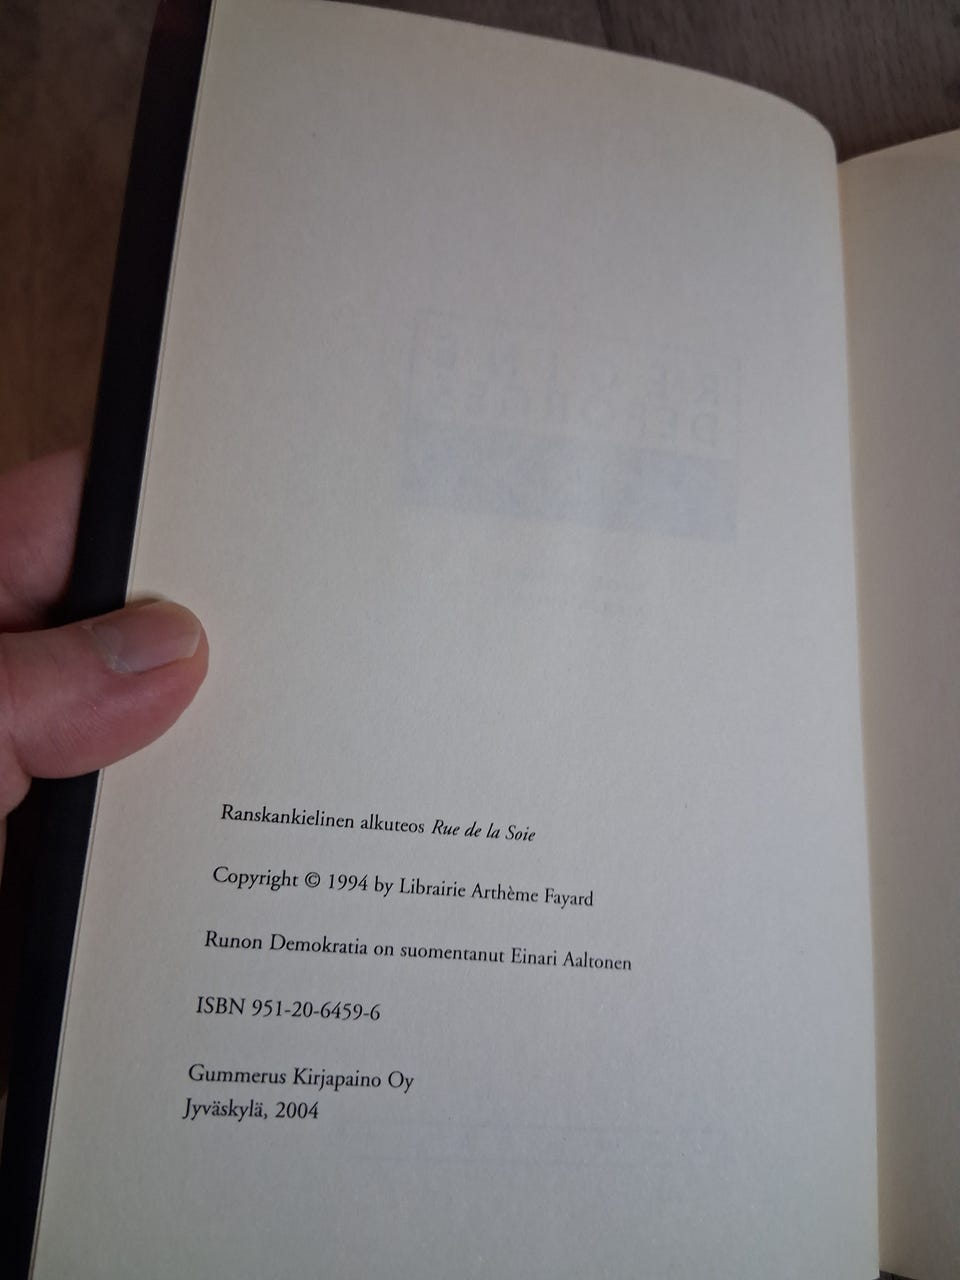 Ranskankielinen alkuteos Rue de la Soie
Copyright © 1994 by Librairie Arthème Fayard
Runon Demokratia on suomentanut Einari Aaltonen
ISBN 951-20-6459-6
Gummerus Kirjapaino Oy
Jyväskylä, 2004